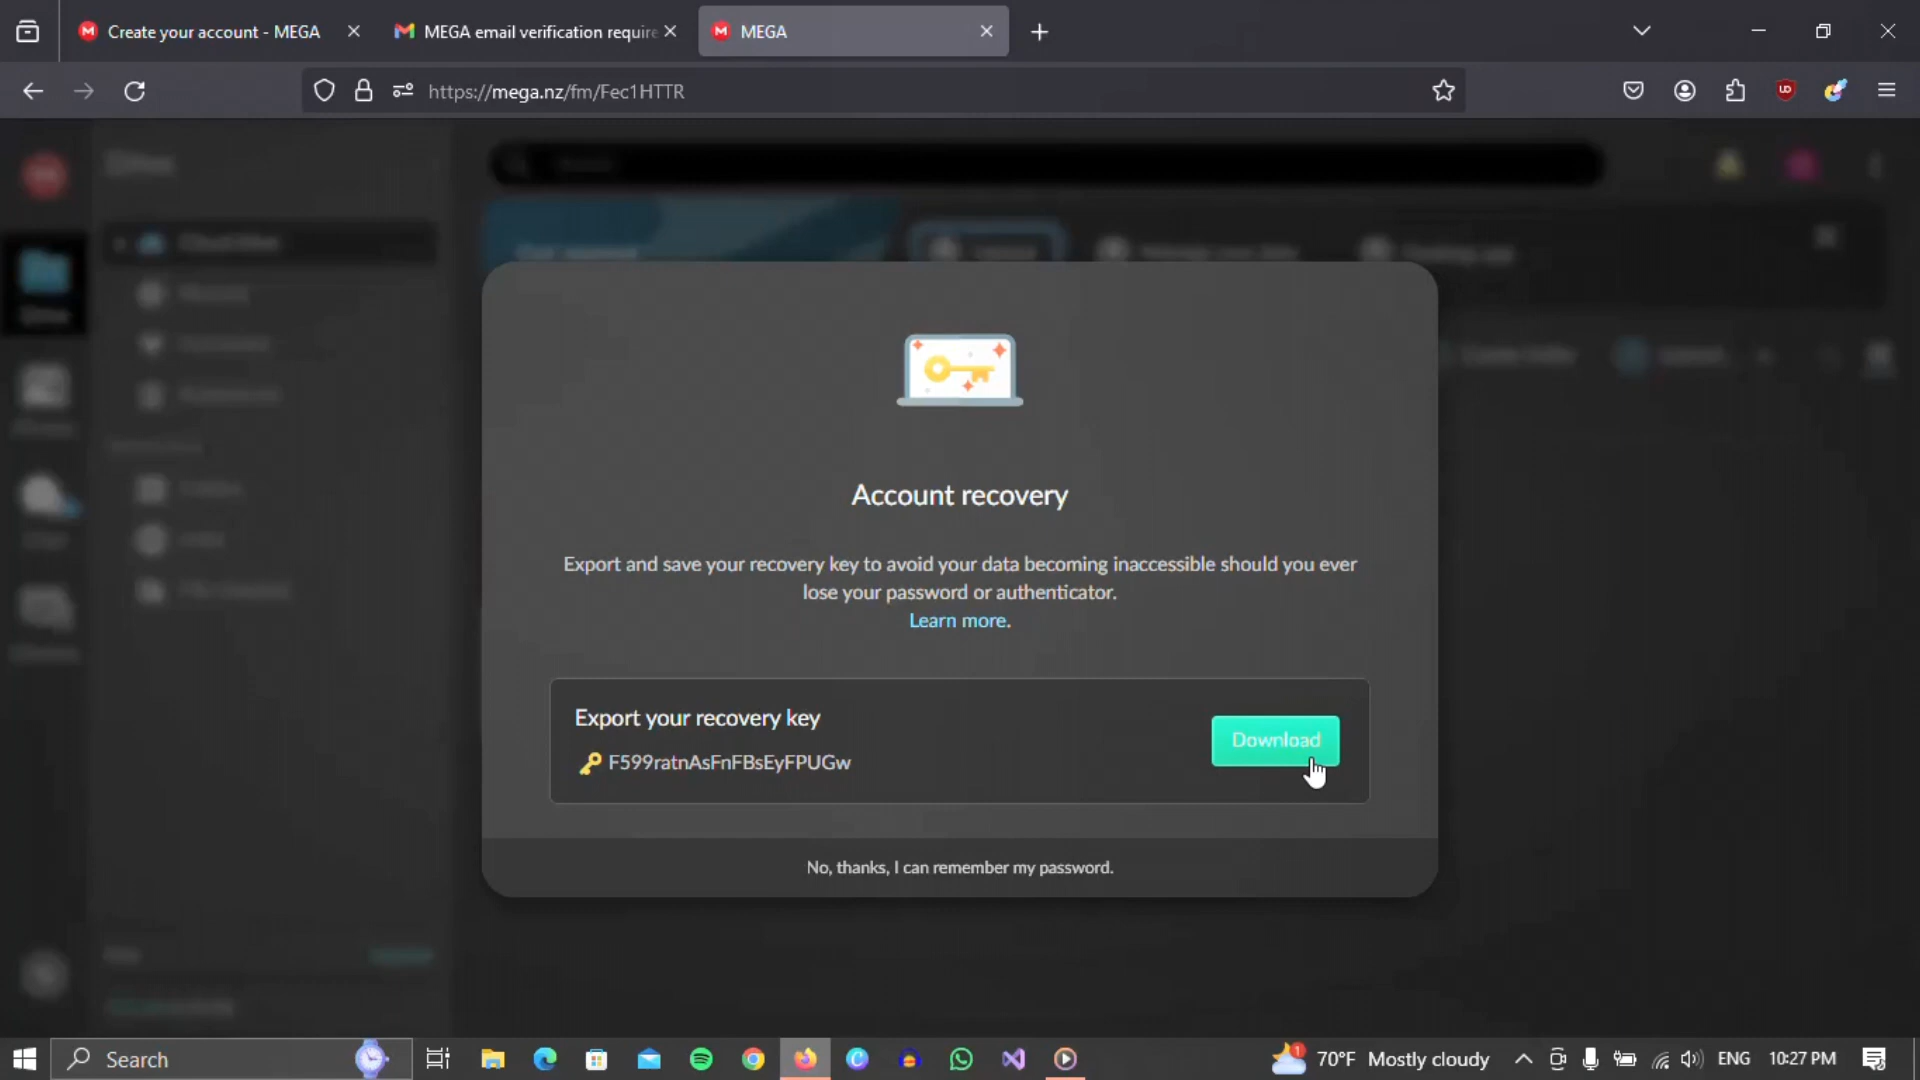 Create your account - MEGA
MEGA email verification require
MEGA
https://mega.nz/fm/Fec1HTTR
Account recovery
Export and save your recovery key to avoid your data becoming inaccessible should you ever
lose your password or authenticator.
Learn more.
Export your recovery key
F599ratnAsFnFBsEyFPUGw
Download
No, thanks, I can remember my password.
Search
1
70°F Mostly cloudy
ENG
10:27 PM